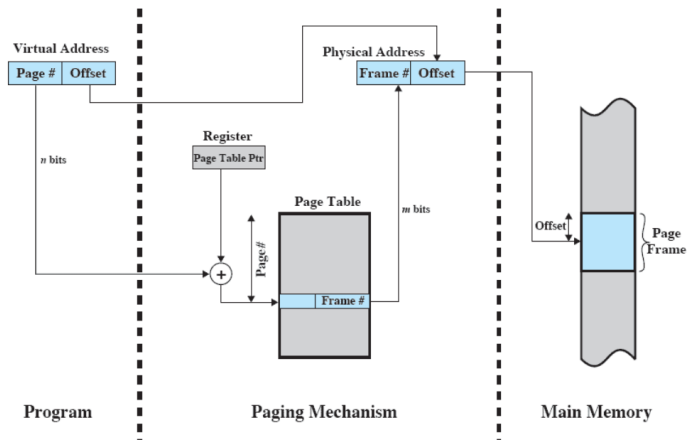 Virtual Address
Page # Offset
n bits
Register
Page Table Ptr
Page Table
Page#
+
Frame #
m bits
Physical Address
Frame # Offset
Offset
Page
Frame
Program
Paging Mechanism
Main Memory